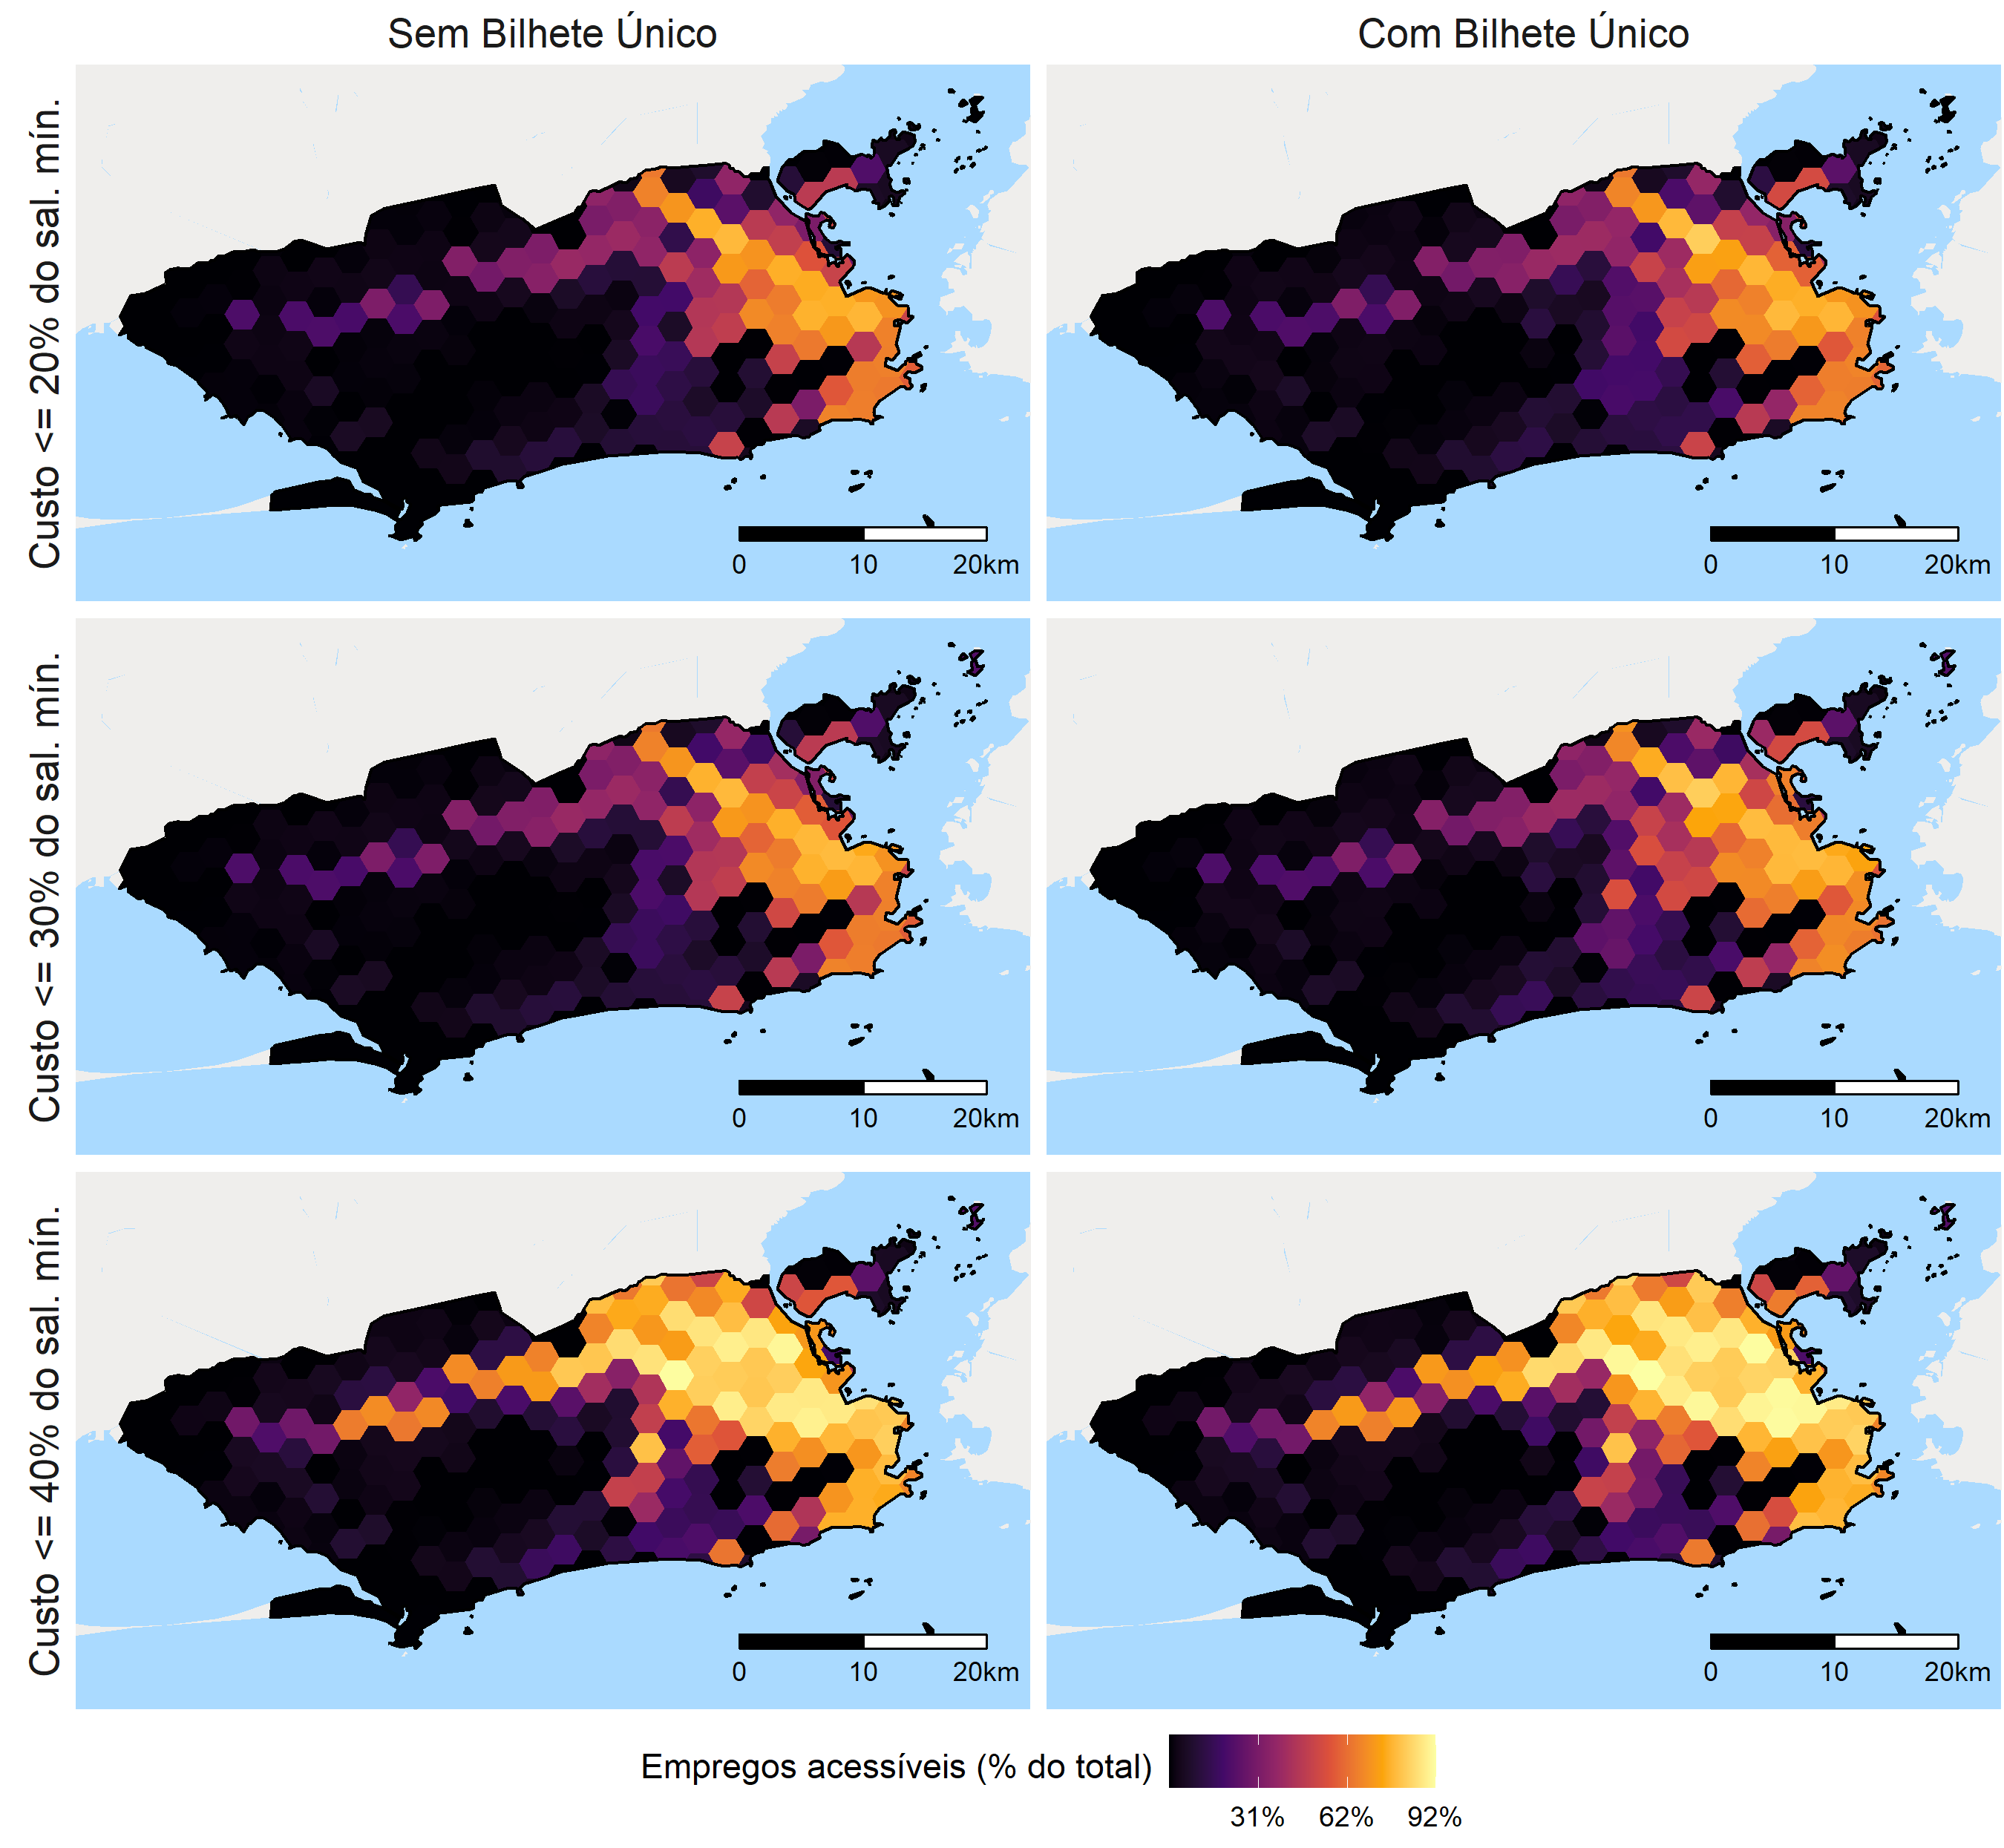 Sem Bilhete Único
Com Bilhete Único
Custo <= 20% do sal. mín.
0 10 20km
0 10 20km
Custo <= 30% do sal. mín.
0 10 20km
0 10 20km
Custo <= 40% do sal. mín.
0 10 20km
0 10 20km
Empregos acessíveis (% do total)
31% 62% 92%